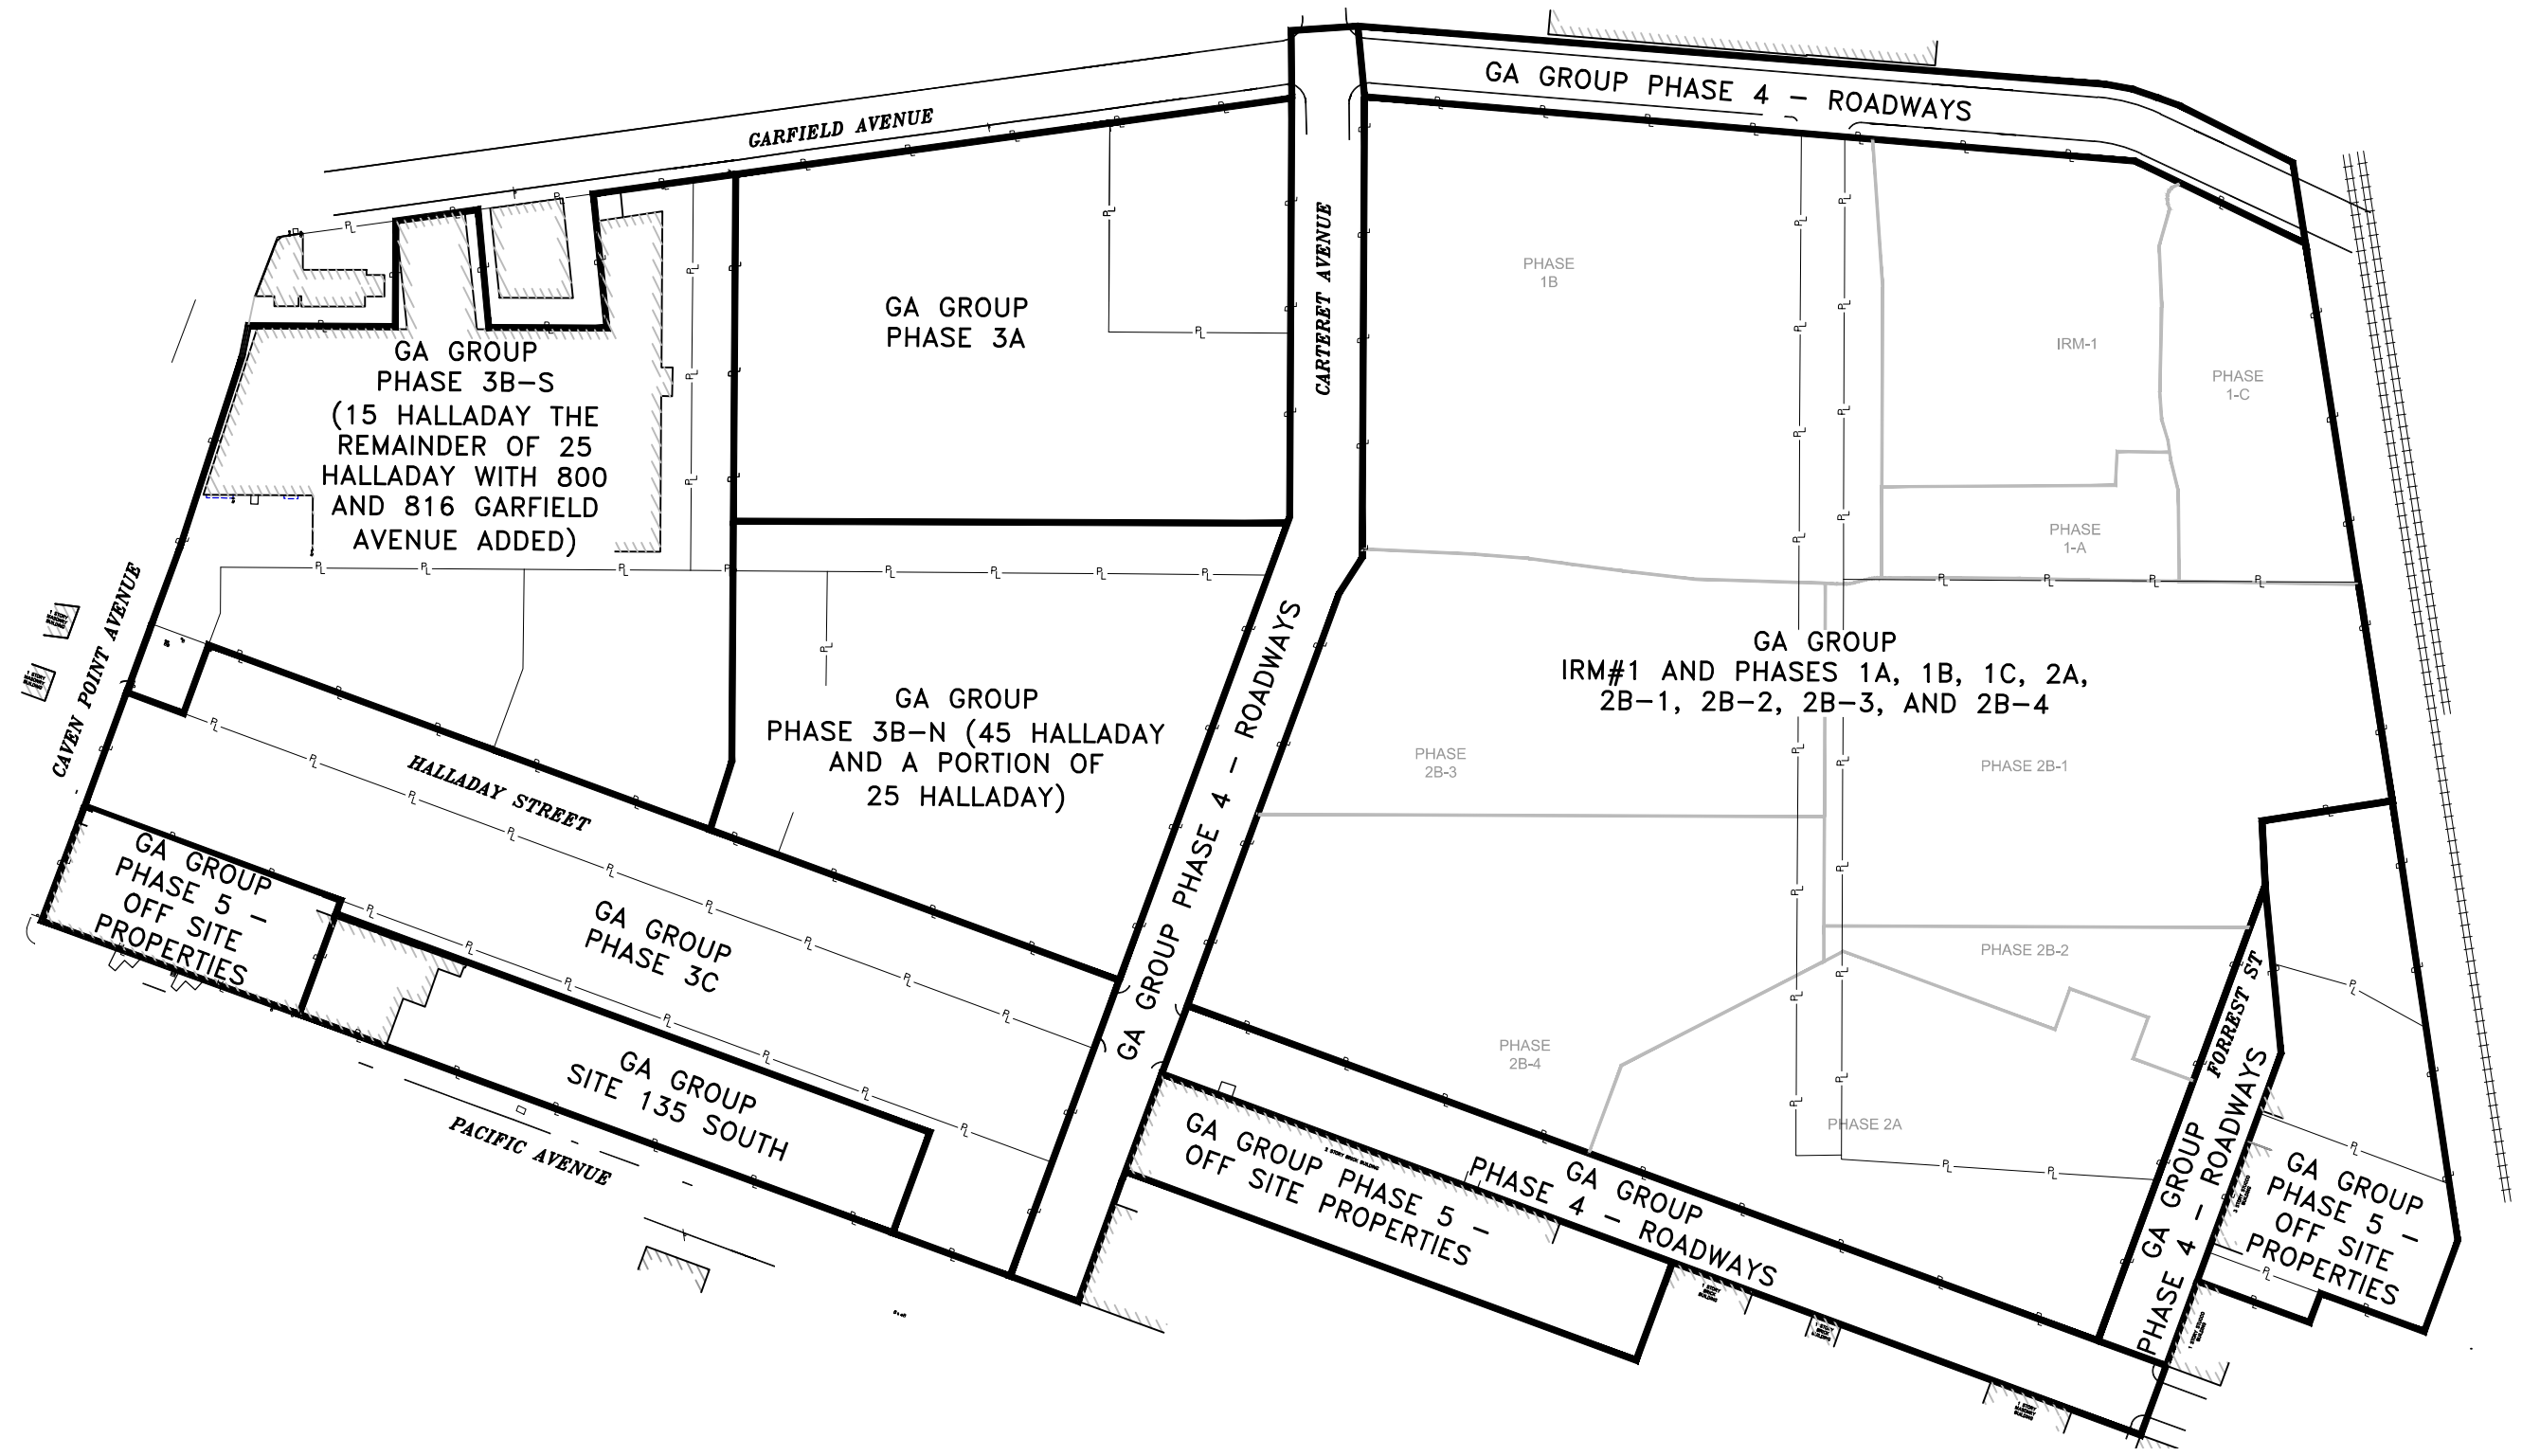 GA GROUP PHASE 4 - ROADWAYS
GARFIELD AVENUE
CARTERET AVENUE
PHASE
1B
IRM-1
PHASE
1-C
PHASE
1-A
GA GROUP
PHASE 3A
GA GROUP
PHASE 3B-S
(15 HALLADAY THE
REMAINDER OF 25
HALLADAY WITH 800
AND 816 GARFIELD
AVENUE ADDED)
CAVEN POINT AVENUE
GA GROUP
PHASE 3B-N (45 HALLADAY
AND A PORTION OF
25 HALLADAY)
GA GROUP PHASE 4 - ROADWAYS
GA GROUP
IRM#1 AND PHASES 1A, 1B, 1C, 2A,
2B-1, 2B-2, 2B-3, AND 2B-4
PHASE
2B-3
PHASE 2B-1
PHASE 2B-2
PHASE
2B-4
PHASE 2A
HALLADAY STREET
GA GROUP
PHASE 5 -
OFF SITE
PROPERTIES
GA GROUP
PHASE 3C
GA GROUP
SITE 135 SOUTH
PACIFIC AVENUE
GA GROUP PHASE 5 -
OFF SITE PROPERTIES
2 STORY BRICK BUILDING
GA GROUP
PHASE 4 - ROADWAYS
FORREST ST
GA GROUP
PHASE 4 - ROADWAYS
GA GROUP
PHASE 5 -
OFF SITE
PROPERTIES